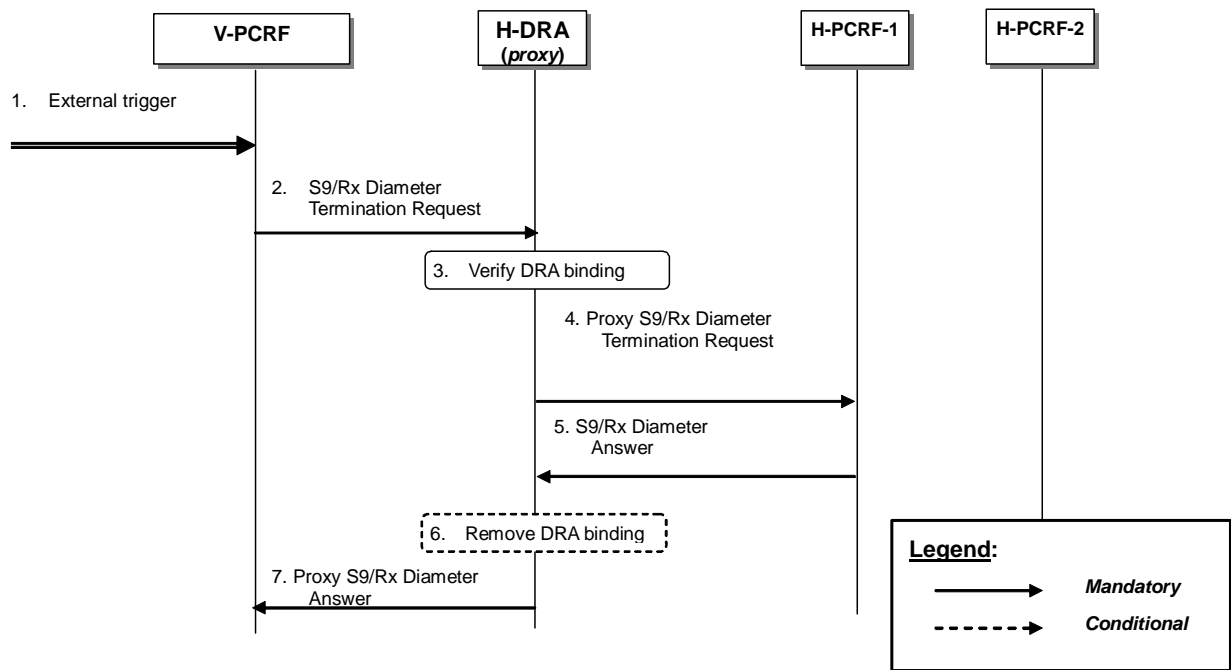 V-PCRF
H-DRA
(proxy)
H-PCRF-1
H-PCRF-2
1. External trigger
2. S9/Rx Diameter
Termination Request
3. Verify DRA binding
4. Proxy S9/Rx Diameter
Termination Request
5. S9/Rx Diameter
Answer
6. Remove DRA binding
7. Proxy S9/Rx Diameter
Answer
Legend:
Mandatory
Conditional